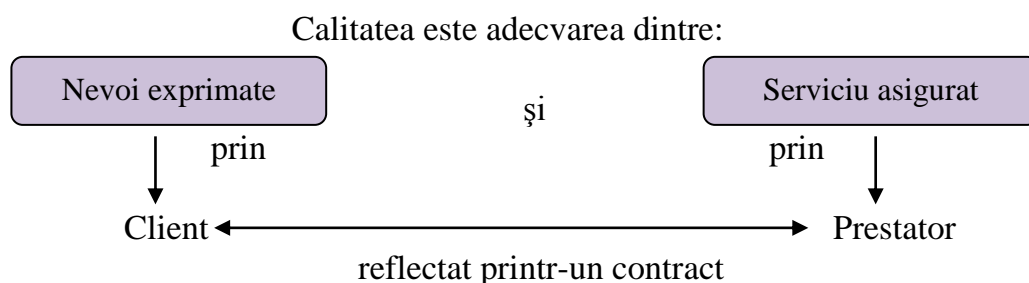 Calitatea este adecvarea dintre:
Nevoi exprimate
şi
Serviciu asigurat
prin
prin
Client
Prestator
reflectat printr-un contract